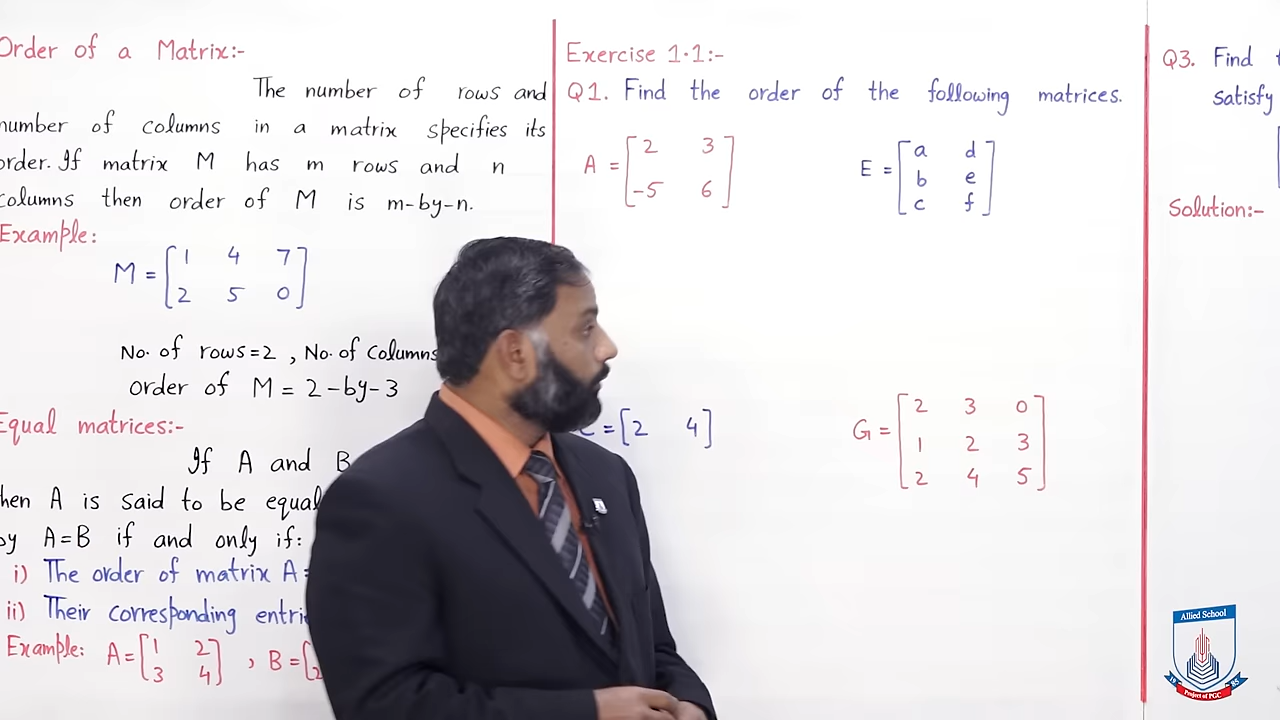 Order of a Matrix:-
The number of rows and
number of columns in a matrix specifies its
order. If matrix M has m rows and n
columns then order of M is m-by-n.
Example:
M = [1 4 7
2 5 0]
No. of rows=2 , No. of Columns
order of M = 2-by-3
Equal matrices:-
If A and B
then A is said to be equal
by A=B if and only if:
i) The order of matrix A=
ii) Their corresponding
Example: A=[1 2
3 4] , B=[
Exercise 1.1:-
Q1. Find the order of the following matrices.
A = [2 3
-5 6]
E = [a d
b e
c f]
= [2 4]
G = [2 3 0
1 2 3
2 4 5]
Q3. Find
Satisfy
Solution:-
Allied School
1985
Project of PGC